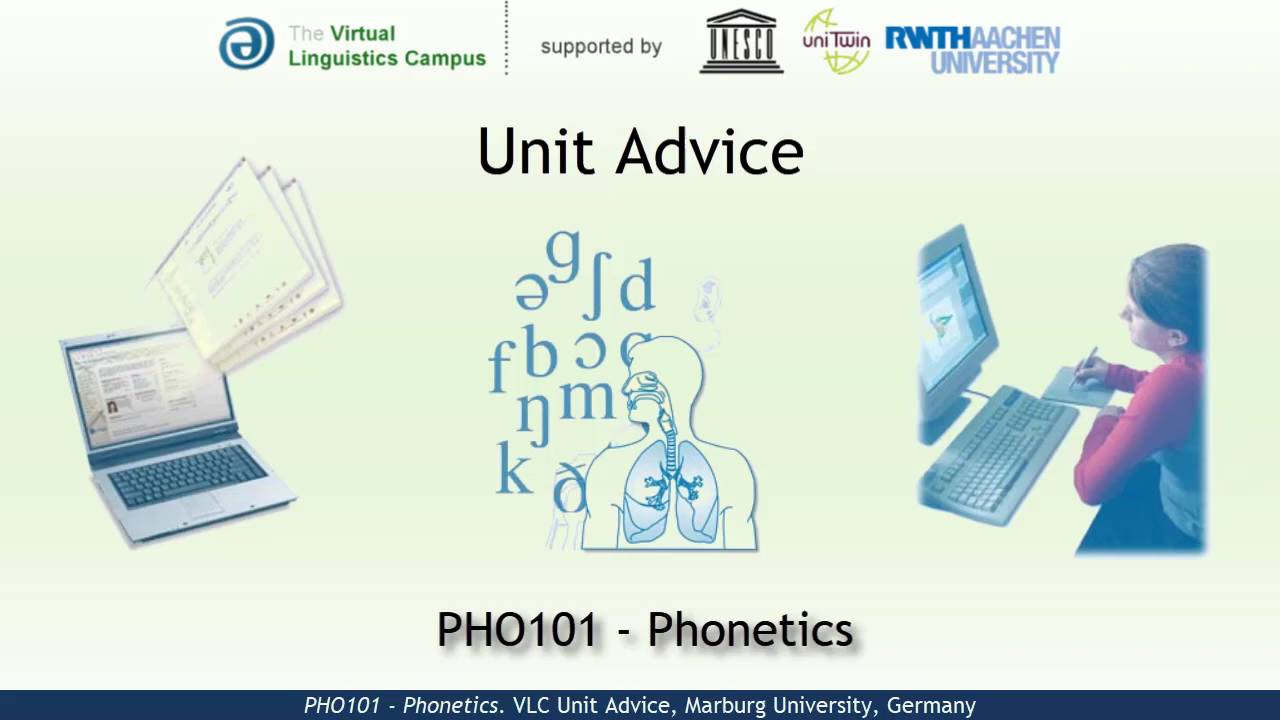 The Virtual
Linguistics Campus
supported by
UNESCO
uniTwin
RWTHAACHEN
UNIVERSITY
Unit Advice
g
ə ʃ d
f b ɔ
ŋ m
k ð
PHO101 - Phonetics
PHO101 - Phonetics. VLC Unit Advice, Marburg University, Germany